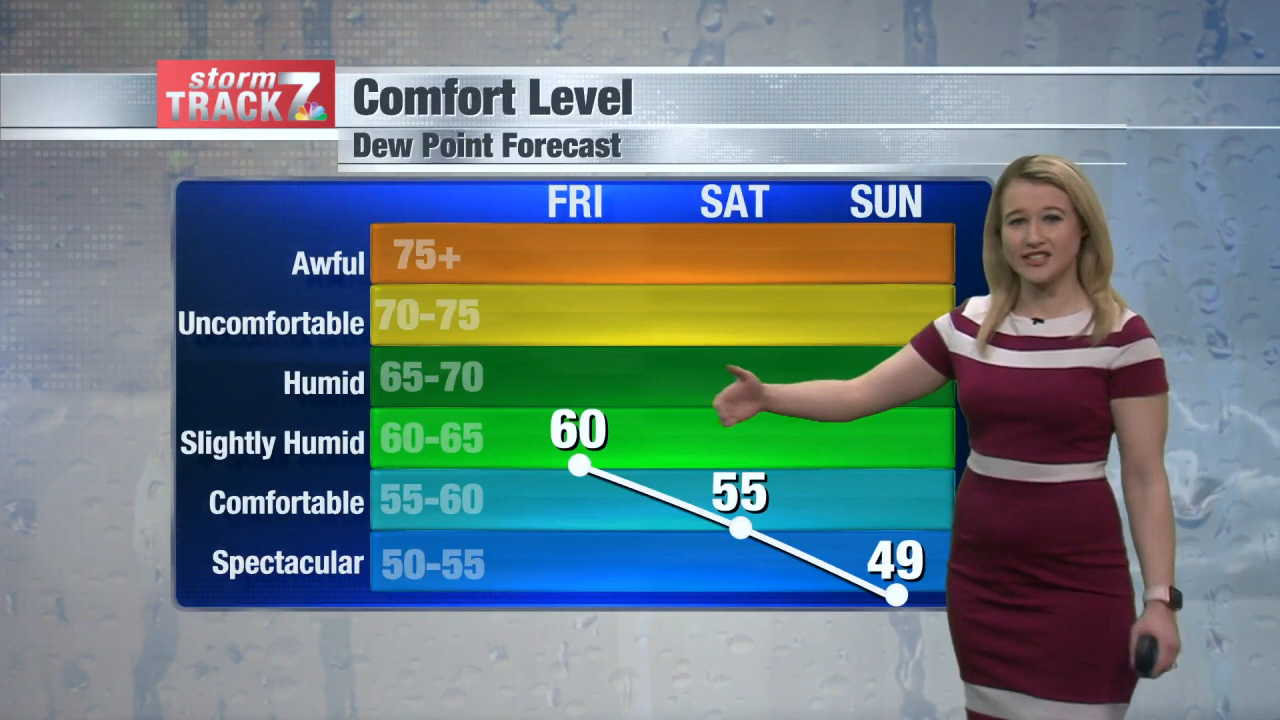 storm
TRACK 7
Comfort Level
Dew Point Forecast
FRI SAT SUN
Awful 75+
Uncomfortable 70-75
Humid 65-70
Slightly Humid 60-65
60
Comfortable 55-60
55
Spectacular 50-55
49